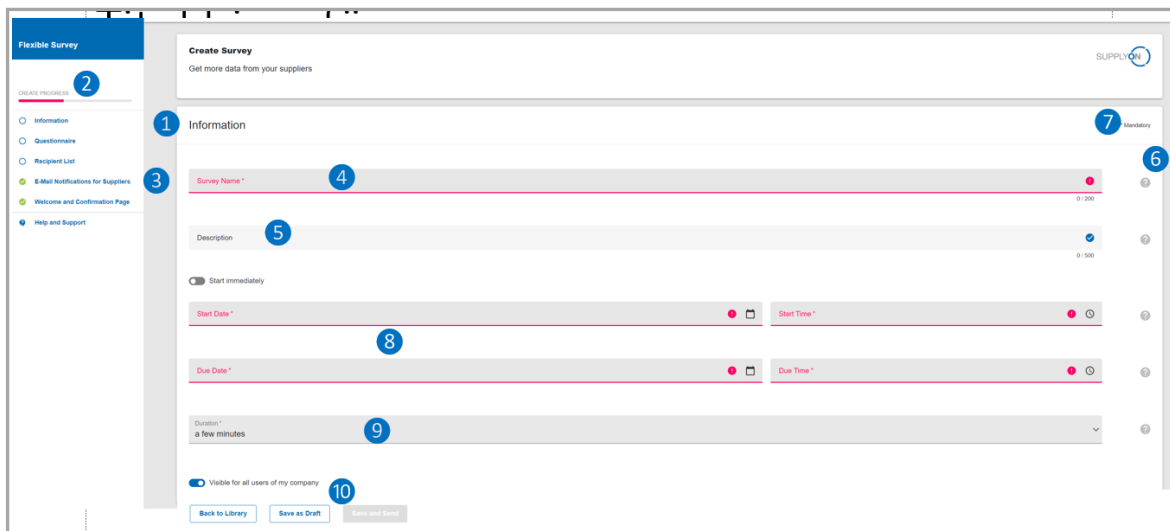 Flexible Survey
2
CREATE PROGRESS
Information
Questionnaire
Recipient List
3
E-Mail Notifications for Suppliers
Welcome and Confirmation Page
Help and Support
Create Survey
Get more data from your suppliers
SUPPLYON
1
Information
7
Mandatory
6
Survey Name *
4
0 / 200
Description
5
0 / 500
Start immediately
Start Date *
Start Time *
8
Due Date *
Due Time *
Duration *
a few minutes
9
Visible for all users of my company
10
Back to Library
Save as Draft
Save and Send